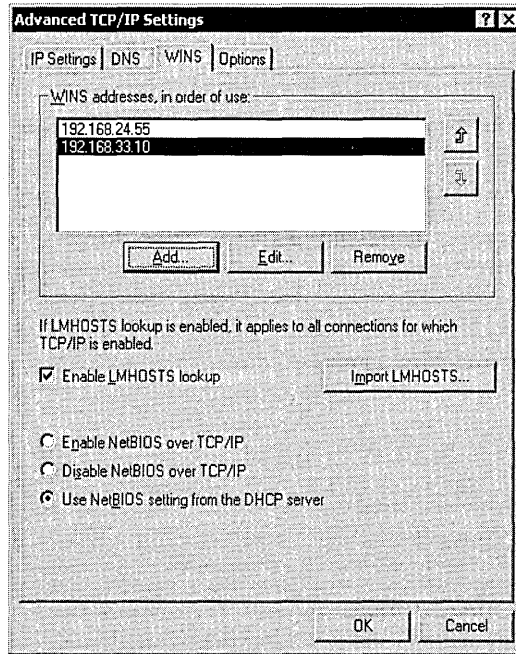 Advanced TCP/IP Settings
IP Settings DNS WINS Options
WINS addresses, in order of use:
192.168.24.55
192.168.33.10
Add... Edit... Remove
If LMHOSTS lookup is enabled, it applies to all connections for which
TCP/IP is enabled.
Enable LMHOSTS lookup Import LMHOSTS...
Enable NetBIOS over TCP/IP
Disable NetBIOS over TCP/IP
Use NetBIOS setting from the DHCP server
OK Cancel